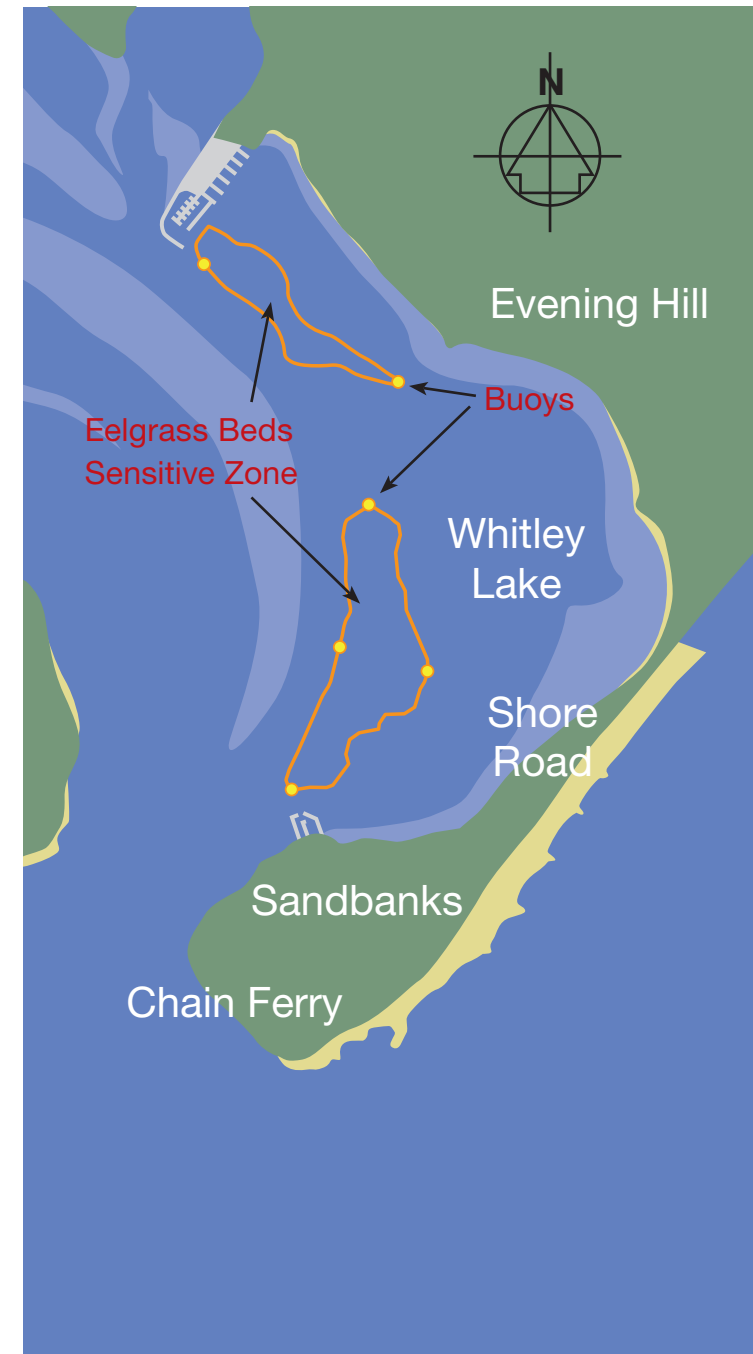 N
Evening Hill
Buoys
Eelgrass Beds
Sensitive Zone
Whitley
Lake
Shore
Road
Sandbanks
Chain Ferry